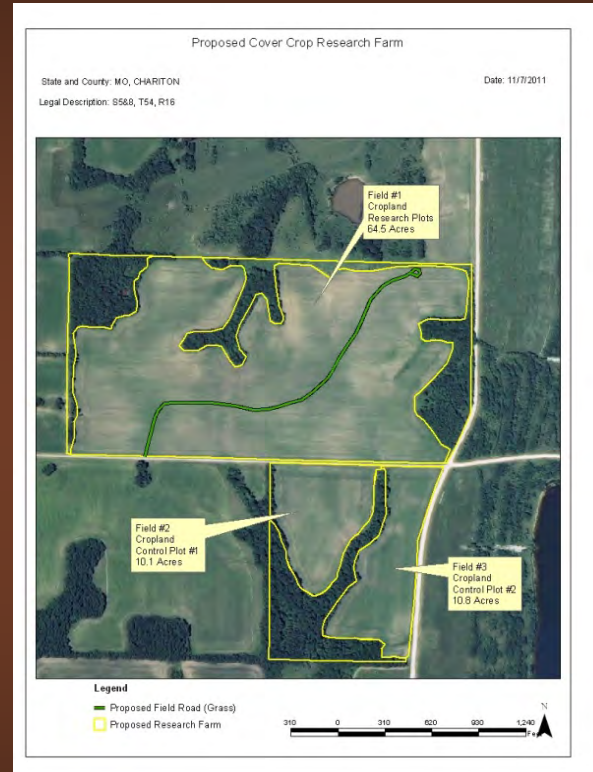 Proposed Cover Crop Research Farm
State and County: MO, CHARITON
Date: 11/7/2011
Legal Description: S5&8, T54, R16
Field #1
Cropland
Research Plots
64.5 Acres
Field #2
Cropland
Control Plot #1
10.1 Acres
Field #3
Cropland
Control Plot #2
10.8 Acres
Legend
Proposed Field Road (Grass)
Proposed Research Farm
310 0 310 620 930 1,240
N